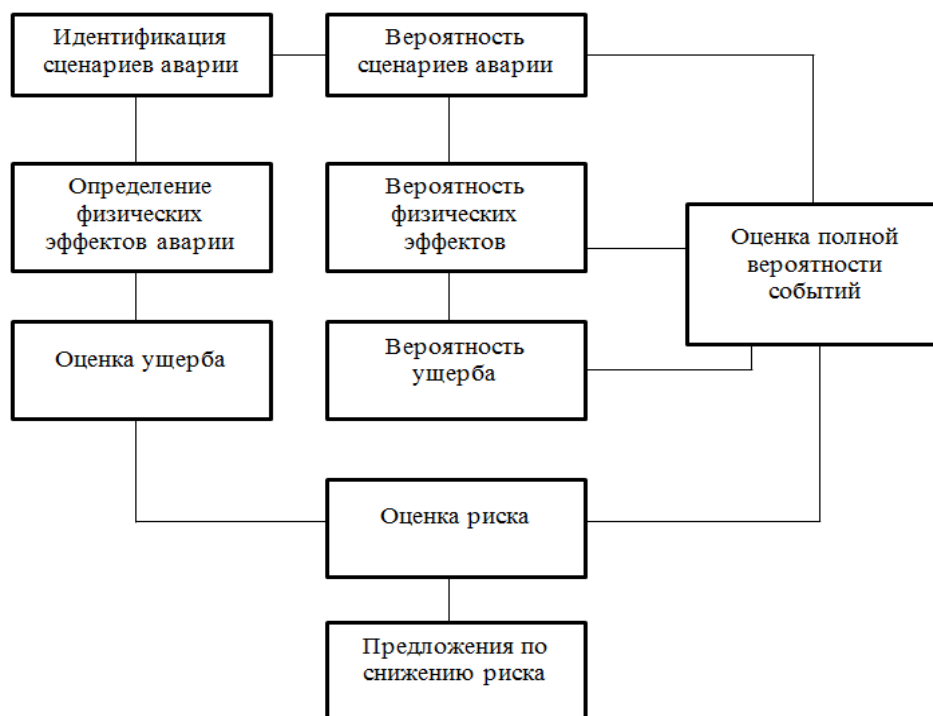 Идентификация
сценариев аварии
Вероятность
сценариев аварии
Определение
физических
эффектов аварии
Вероятность
физических
эффектов
Оценка полной
вероятности
событий
Оценка ущерба
Вероятность
ущерба
Оценка риска
Предложения по
снижению риска